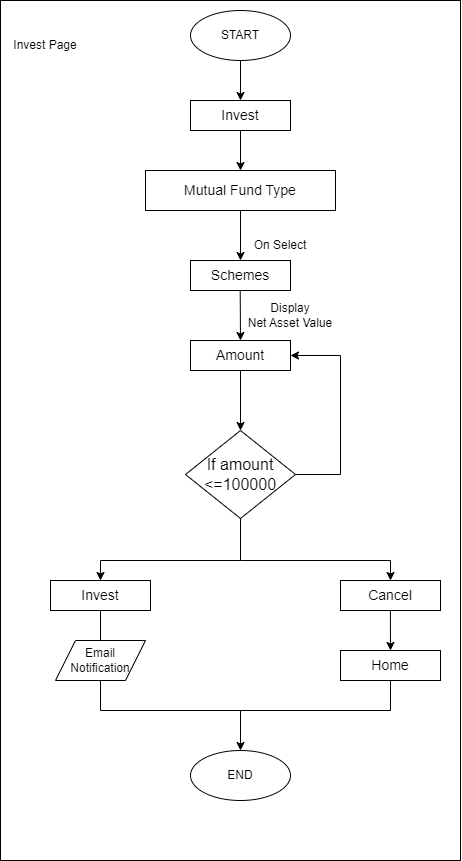 START
Invest Page
Invest
Mutual Fund Type
On Select
Schemes
Display
Net Asset Value
Amount
If amount
<=100000
Invest
Cancel
Email
Notification
Home
END